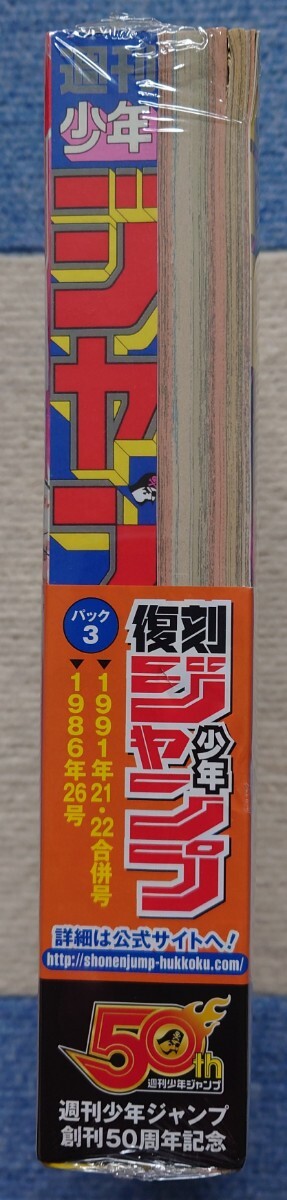 週刊
少年
ジャン
パック
3
復刻
少年
ジャンプ
▼1991年21・22合併号
▼1986年26号
詳細は公式サイトへ!
http://shonenjump-hukkoku.com/
50th
週刊少年ジャンプ
週刊少年ジャンプ
創刊50周年記念